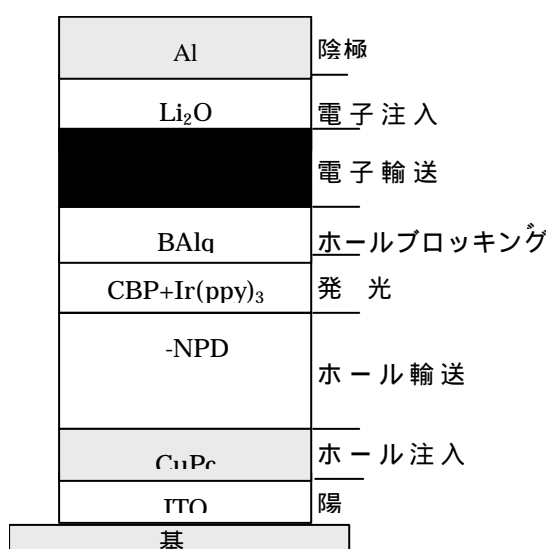 Al 陰極
Li₂O 電子注入
電子輸送
BAlq ホールブロッキング
CBP+Ir(ppy)₃ 発 光
-NPD ホール輸送
CuPc ホール注入
ITO 陽
基